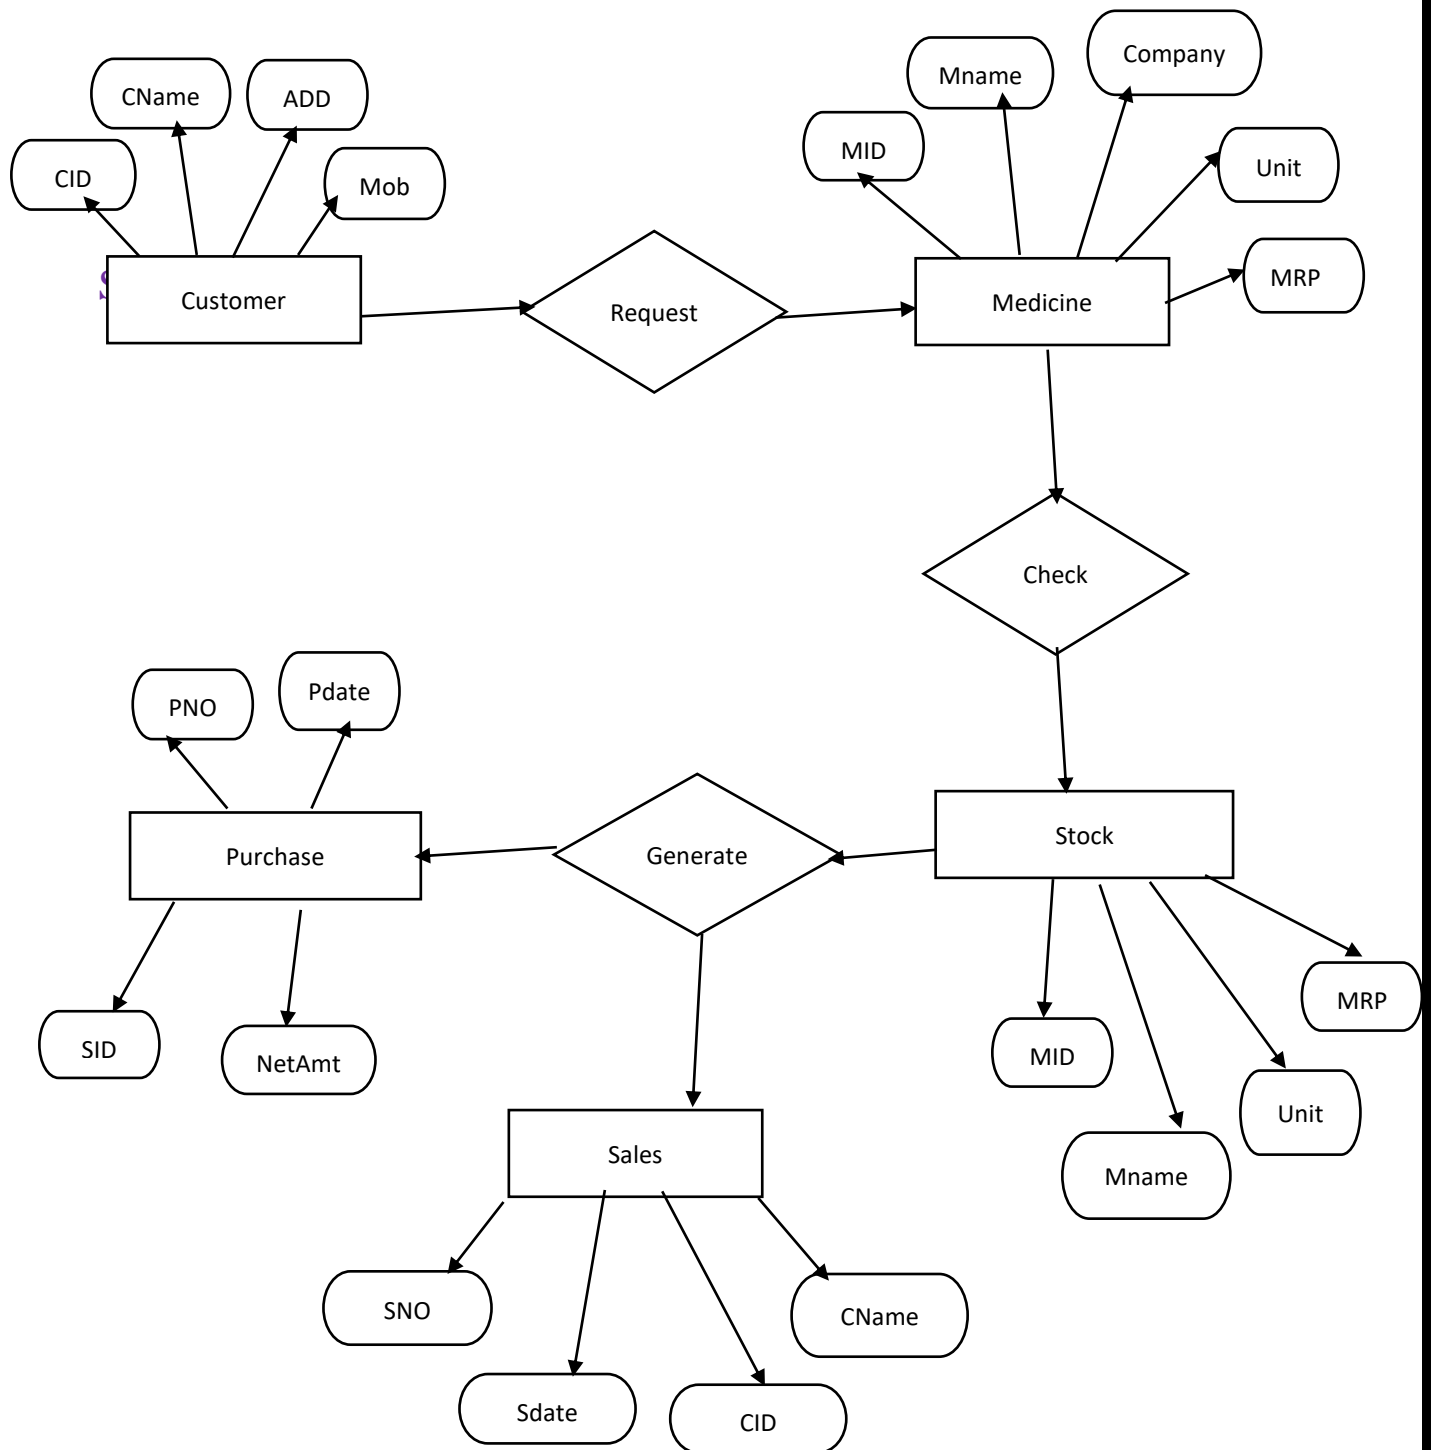 Company
Mname
CName
ADD
MID
Unit
CID
Mob
MRP
Customer
Request
Medicine
Check
PNO
Pdate
Purchase
Generate
Stock
SID
NetAmt
MID
MRP
Unit
Mname
Sales
SNO
CName
Sdate
CID